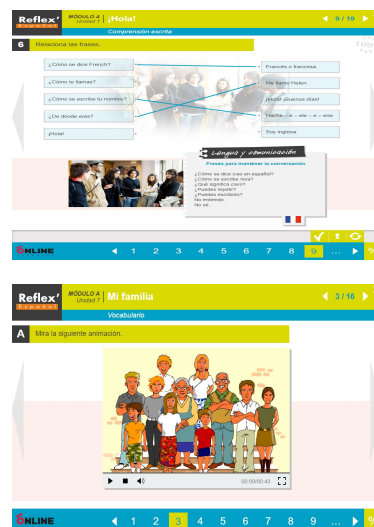 Reflex'
Español
MÓDULO A
Unidad 1
¡Hola!
9 / 19
Comprensión escrita
6 Relaciona las frases.
¿Cómo se dice French?
Francés o francesa.
¿Cómo te llamas?
Me llamo Helen.
¿Cómo se escribe tu nombre?
¡Hola! ¡Buenos días!
¿De dónde eres?
Hache – e – ele – e – ene.
¡Hola!
Soy inglesa.
Lengua y comunicación
Frases para mantener la conversación
¿Cómo se dice ciao en español?
¿Cómo se escribe hora?
¿Qué significa claro?
¿Puedes repetir?
¿Puedes escribirlo?
No entiendo.
No sé.
ONLINE
1 2 3 4 5 6 7 8 9 ... %
Reflex'
Español
MÓDULO A
Unidad 7
Mi familia
3 / 16
Vocabulario
A Mira la siguiente animación.
00:00/00:43
ONLINE
1 2 3 4 5 6 7 8 9 ... %